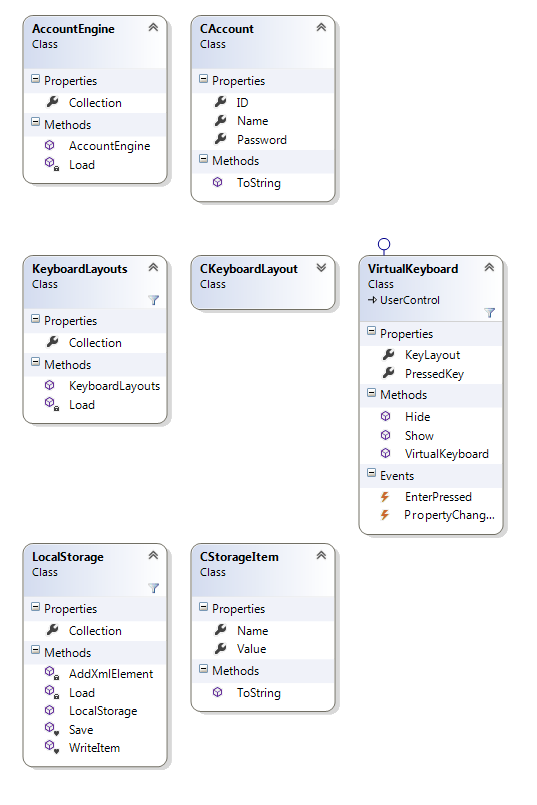 AccountEngine
Class
Properties
Collection
Methods
AccountEngine
Load
CAccount
Class
Properties
ID
Name
Password
Methods
ToString
KeyboardLayouts
Class
Properties
Collection
Methods
KeyboardLayouts
Load
CKeyboardLayout
Class
VirtualKeyboard
Class
UserControl
Properties
KeyLayout
PressedKey
Methods
Hide
Show
VirtualKeyboard
Events
EnterPressed
PropertyChang...
LocalStorage
Class
Properties
Collection
Methods
AddXmlElement
Load
LocalStorage
Save
WriteItem
CStorageItem
Class
Properties
Name
Value
Methods
ToString